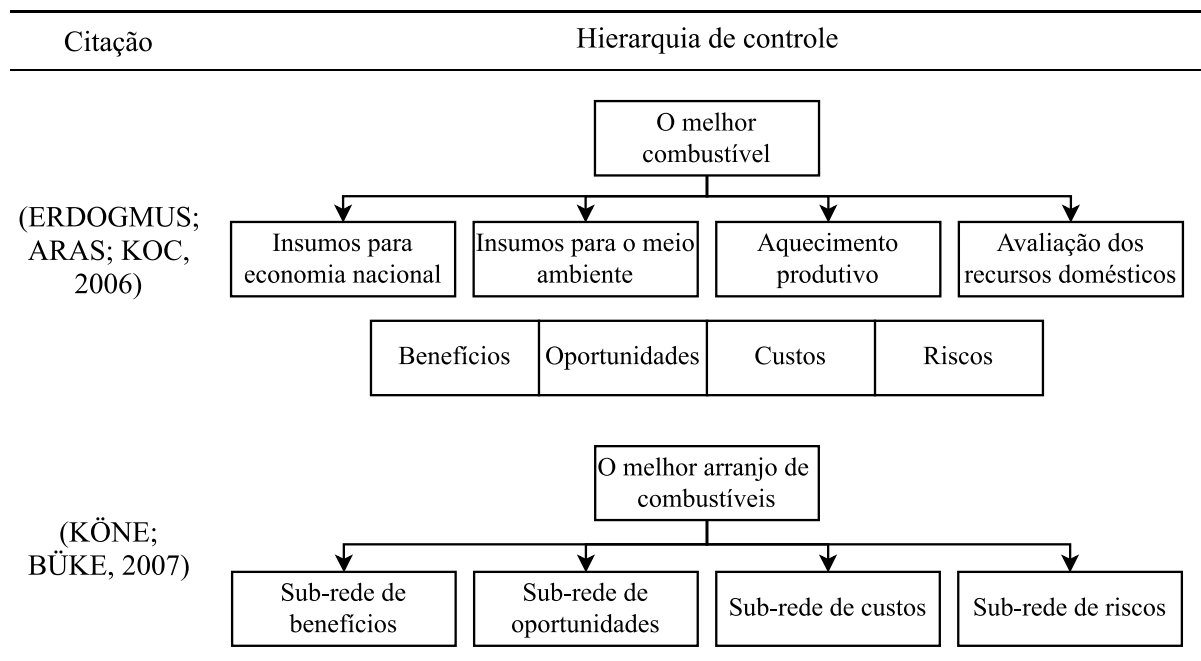 Citação
Hierarquia de controle
(ERDOGMUS;
ARAS; KOC,
2006)
O melhor
combustível
Insumos para
economia nacional
Insumos para o meio
ambiente
Aquecimento
produtivo
Avaliação dos
recursos domésticos
Benefícios
Oportunidades
Custos
Riscos
(KÖNE;
BÜKE, 2007)
O melhor arranjo de
combustíveis
Sub-rede de
benefícios
Sub-rede de
oportunidades
Sub-rede de custos
Sub-rede de riscos